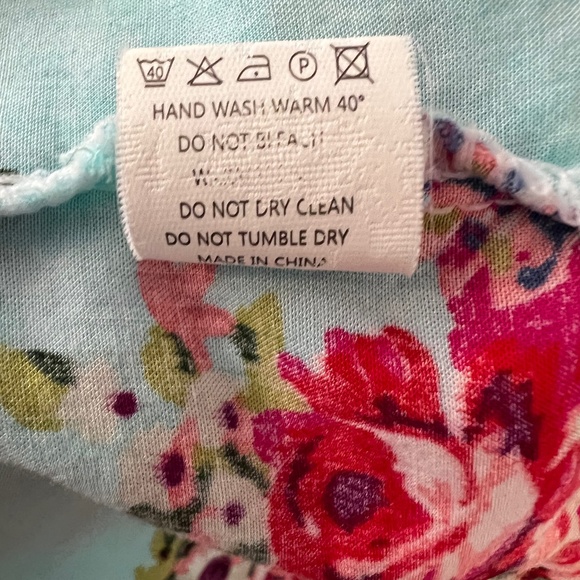 40 P
HAND WASH WARM 40°
DO NOT BLEACH
DO NOT DRY CLEAN
DO NOT TUMBLE DRY
MADE IN CHINA